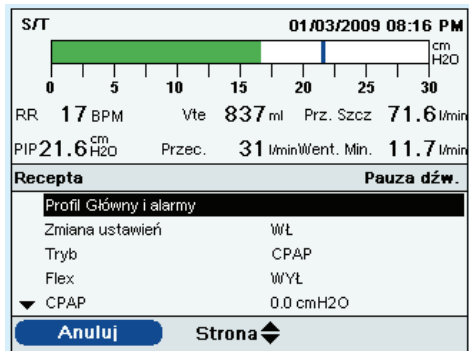 S/T 01/03/2009 08:16 PM
cm
H2O
0 5 10 15 20 25 30
RR 17 BPM Vte 837 ml Prz. Szcz 71.6 l/min
PIP 21.6 cm H2O Przec. 31 l/min Went. Min. 11.7 l/min
Recepta Pauza dźw.
Profil Główny i alarmy
Zmiana ustawień WŁ
Tryb CPAP
Flex WYŁ
CPAP 0.0 cmH2O
Anuluj Strona